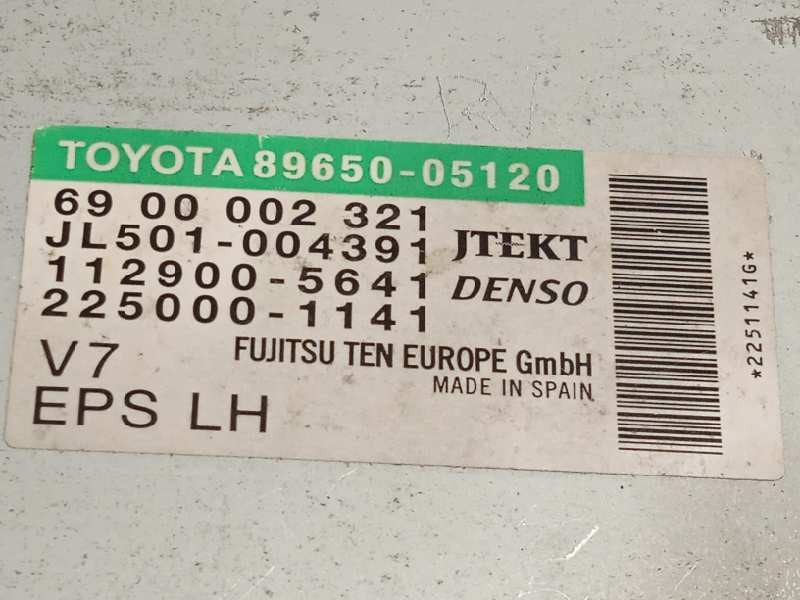 TOYOTA 89650-05120
69 00 002 321
JL501-004391 JTEKT
112900-5641 DENSO
225000-1141
V7 FUJITSU TEN EUROPE GmbH
MADE IN SPAIN
EPS LH
*2251141G*